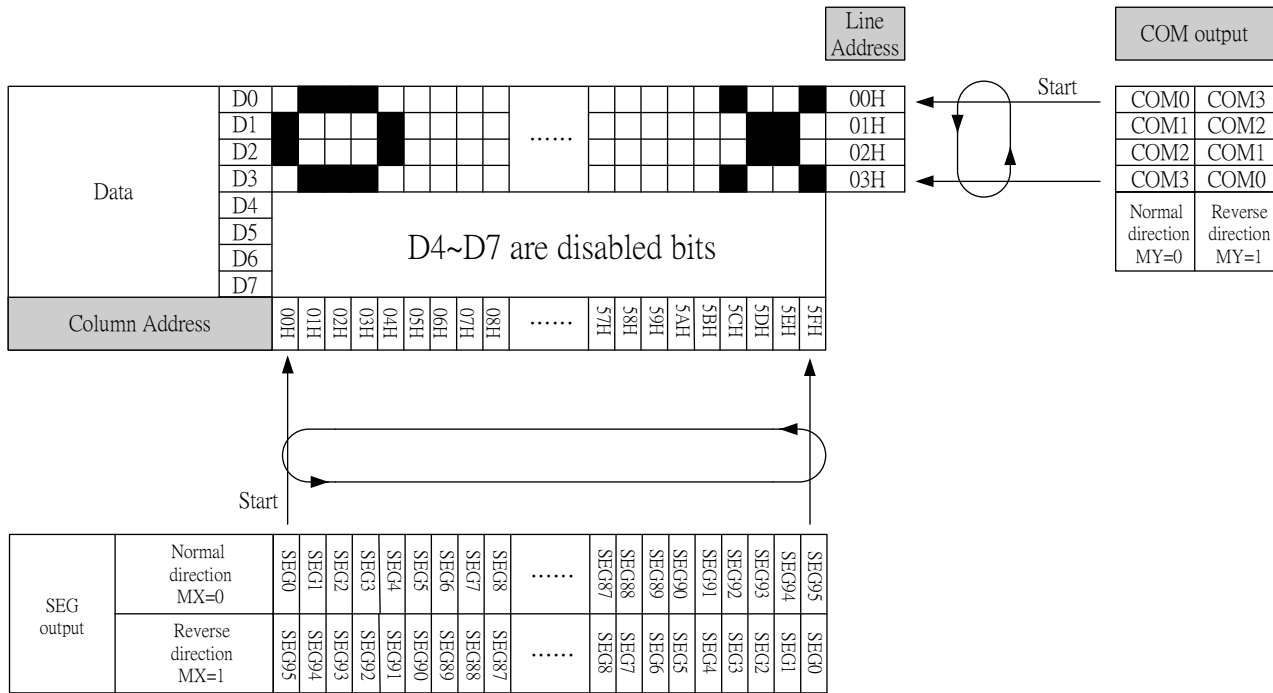 Line
Address
COM output
Start
Data
D0
D1
D2
D3
D4
D5
D6
D7
......
00H
01H
02H
03H
COM0 COM3
COM1 COM2
COM2 COM1
COM3 COM0
Normal
direction
MY=0
Reverse
direction
MY=1
D4~D7 are disabled bits
Column Address
00H 01H 02H 03H 04H 05H 06H 07H 08H ...... 57H 58H 59H 5AH 5BH 5CH 5DH 5EH 5FH
Start
SEG
output
Normal
direction
MX=0
SEG0 SEG1 SEG2 SEG3 SEG4 SEG5 SEG6 SEG7 SEG8 ...... SEG87 SEG88 SEG89 SEG90 SEG91 SEG92 SEG93 SEG94 SEG95
Reverse
direction
MX=1
SEG95 SEG94 SEG93 SEG92 SEG91 SEG90 SEG89 SEG88 SEG87 ...... SEG8 SEG7 SEG6 SEG5 SEG4 SEG3 SEG2 SEG1 SEG0